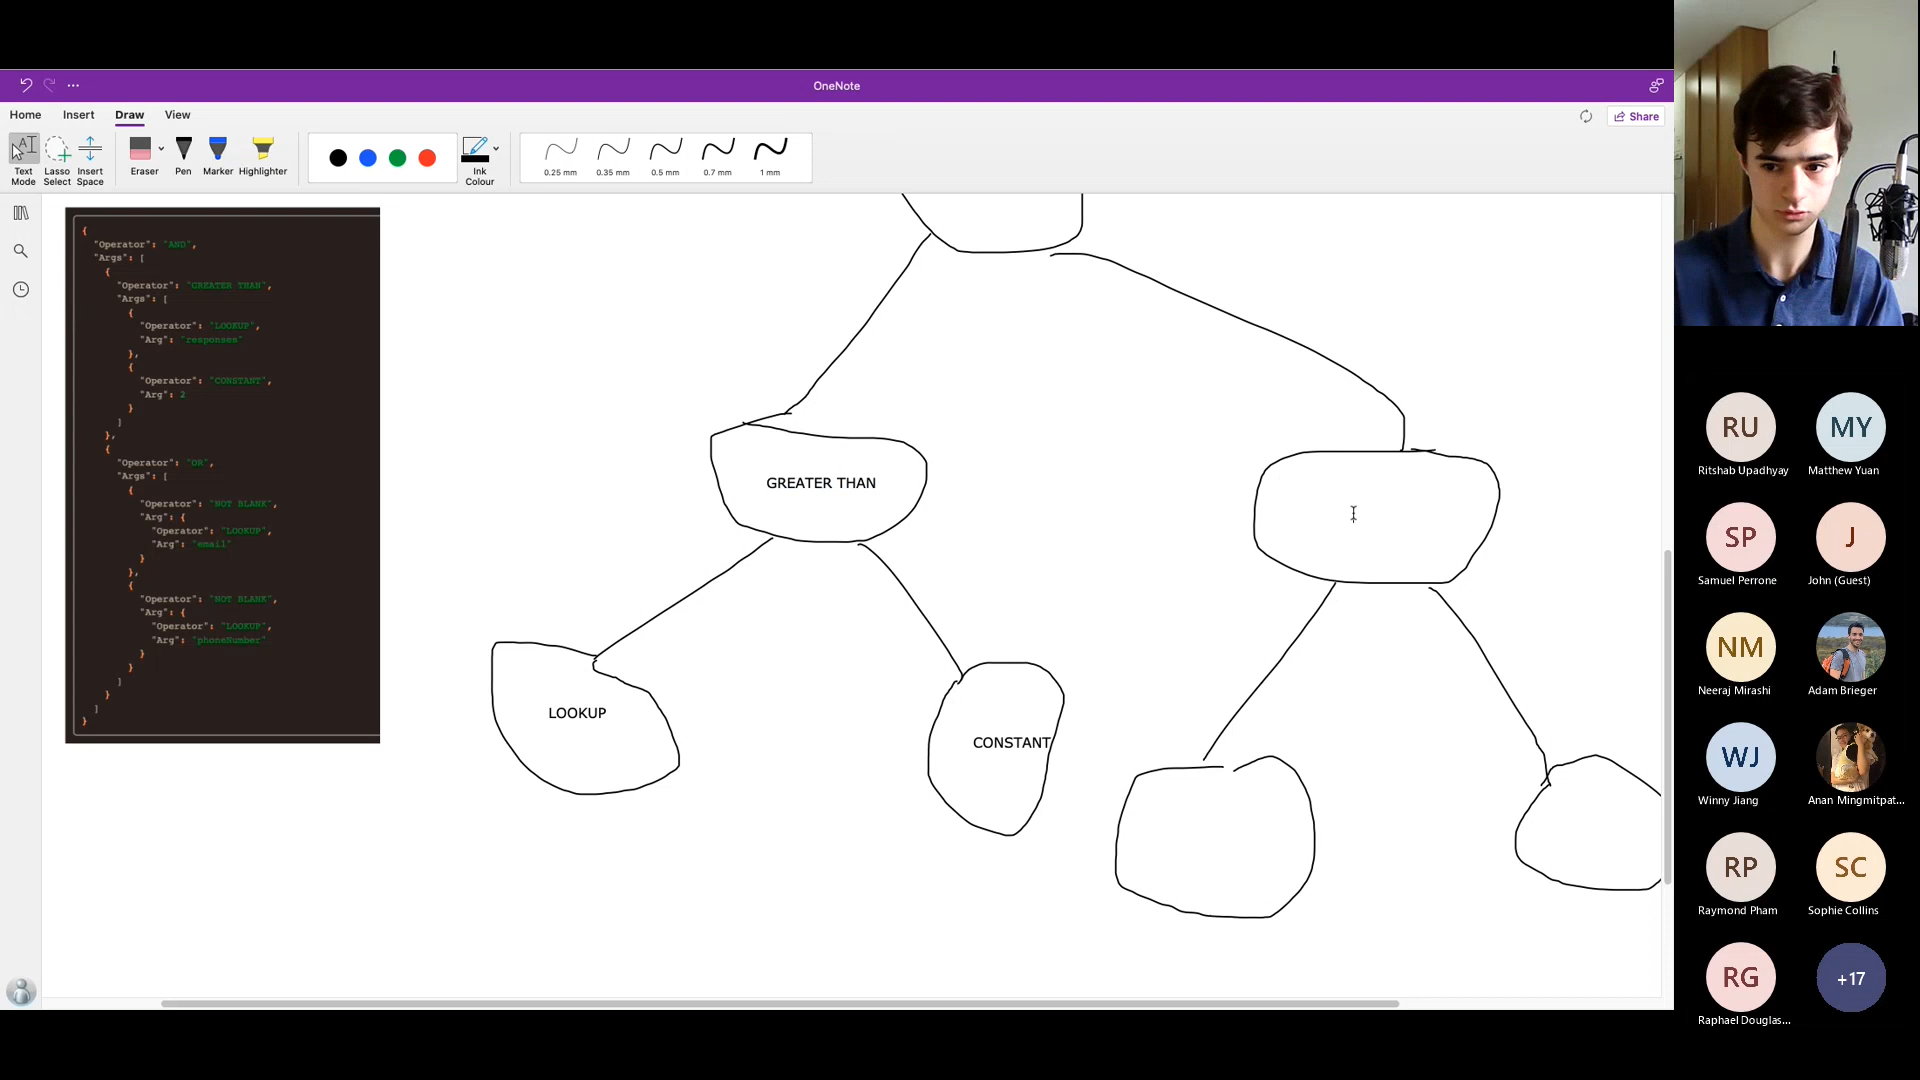 OneNote
Home Insert Draw View
Share
Text Mode
Lasso Select
Insert Space
Eraser
Pen
Marker
Highlighter
Ink Colour
0.25 mm
0.35 mm
0.5 mm
0.7 mm
1 mm
{
"Operator": "AND",
"Args": [
{
"Operator": "GREATER THAN",
"Args": [
{
"Operator": "LOOKUP",
"Arg": "responses"
},
{
"Operator": "CONSTANT",
"Arg": 2
}
]
},
{
"Operator": "OR",
"Args": [
{
"Operator": "NOT BLANK",
"Arg": {
"Operator": "LOOKUP",
"Arg": "email"
}
},
{
"Operator": "NOT BLANK",
"Arg": {
"Operator": "LOOKUP",
"Arg": "phoneNumber"
}
}
]
}
]
}
GREATER THAN
LOOKUP
CONSTANT
RU
Ritshab Upadhyay
MY
Matthew Yuan
SP
Samuel Perrone
J
John (Guest)
NM
Neeraj Mirashi
Adam Brieger
WJ
Winny Jiang
Anan Mingmitpat...
RP
Raymond Pham
SC
Sophie Collins
RG
Raphael Douglas...
+17